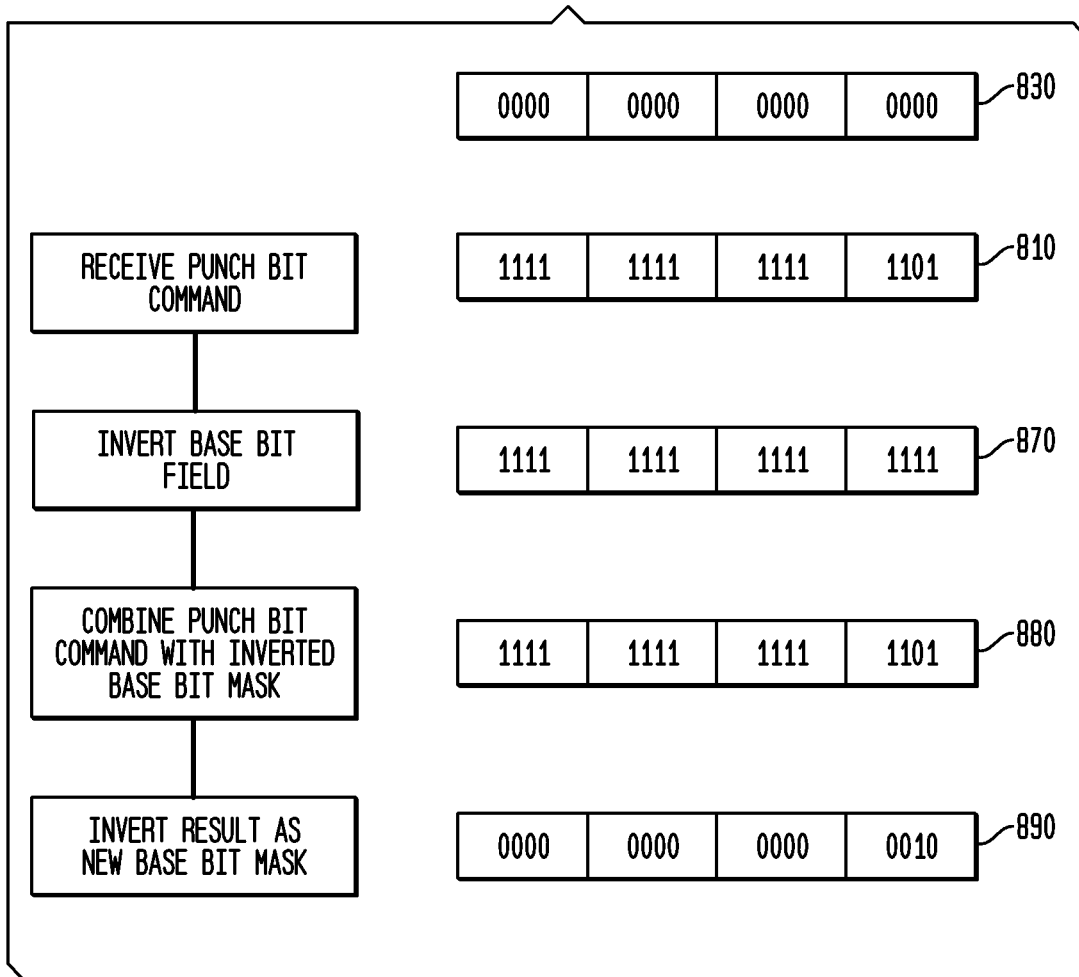 0000 0000 0000 0000 830
RECEIVE PUNCH BIT
COMMAND
1111 1111 1111 1101 810
INVERT BASE BIT
FIELD
1111 1111 1111 1111 870
COMBINE PUNCH BIT
COMMAND WITH INVERTED
BASE BIT MASK
1111 1111 1111 1101 880
INVERT RESULT AS
NEW BASE BIT MASK
0000 0000 0000 0010 890